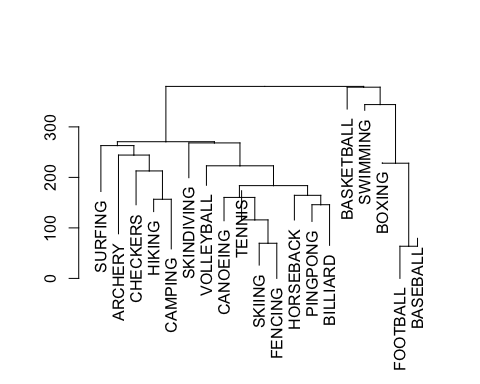 300
200
100
0
SURFING
ARCHERY
CHECKERS
HIKING
CAMPING
SKINDIVING
VOLLEYBALL
CANOEING
TENNIS
SKIING
FENCING
HORSEBACK
PINGPONG
BILLIARD
BASKETBALL
SWIMMING
BOXING
FOOTBALL
BASEBALL